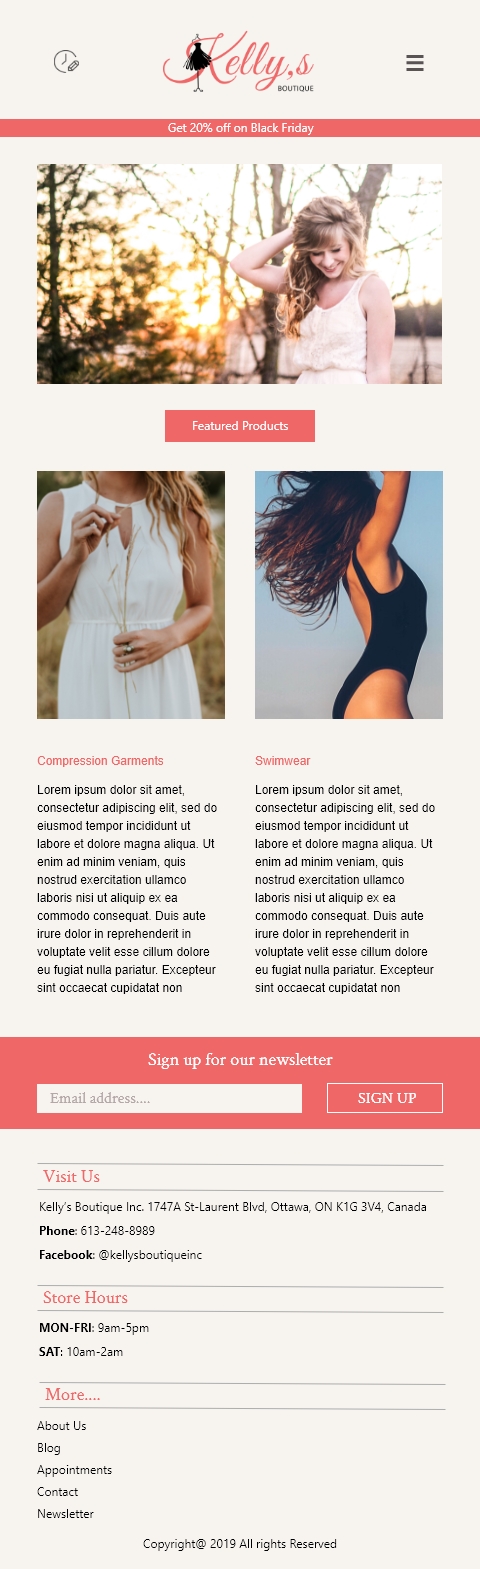 Kelly,s
BOUTIQUE
Get 20% off on Black Friday
Featured Products
Compression Garments
Lorem ipsum dolor sit amet,
consectetur adipiscing elit, sed do
eiusmod tempor incididunt ut
labore et dolore magna aliqua. Ut
enim ad minim veniam, quis
nostrud exercitation ullamco
laboris nisi ut aliquip ex ea
commodo consequat. Duis aute
irure dolor in reprehenderit in
voluptate velit esse cillum dolore
eu fugiat nulla pariatur. Excepteur
sint occaecat cupidatat non
Swimwear
Lorem ipsum dolor sit amet,
consectetur adipiscing elit, sed do
eiusmod tempor incididunt ut
labore et dolore magna aliqua. Ut
enim ad minim veniam, quis
nostrud exercitation ullamco
laboris nisi ut aliquip ex ea
commodo consequat. Duis aute
irure dolor in reprehenderit in
voluptate velit esse cillum dolore
eu fugiat nulla pariatur. Excepteur
sint occaecat cupidatat non
Sign up for our newsletter
Email address....
SIGN UP
Visit Us
Kelly's Boutique Inc. 1747A St-Laurent Blvd, Ottawa, ON K1G 3V4, Canada
Phone: 613-248-8989
Facebook: @kellysboutiqueinc
Store Hours
MON-FRI: 9am-5pm
SAT: 10am-2am
More....
About Us
Blog
Appointments
Contact
Newsletter
Copyright@ 2019 All rights Reserved